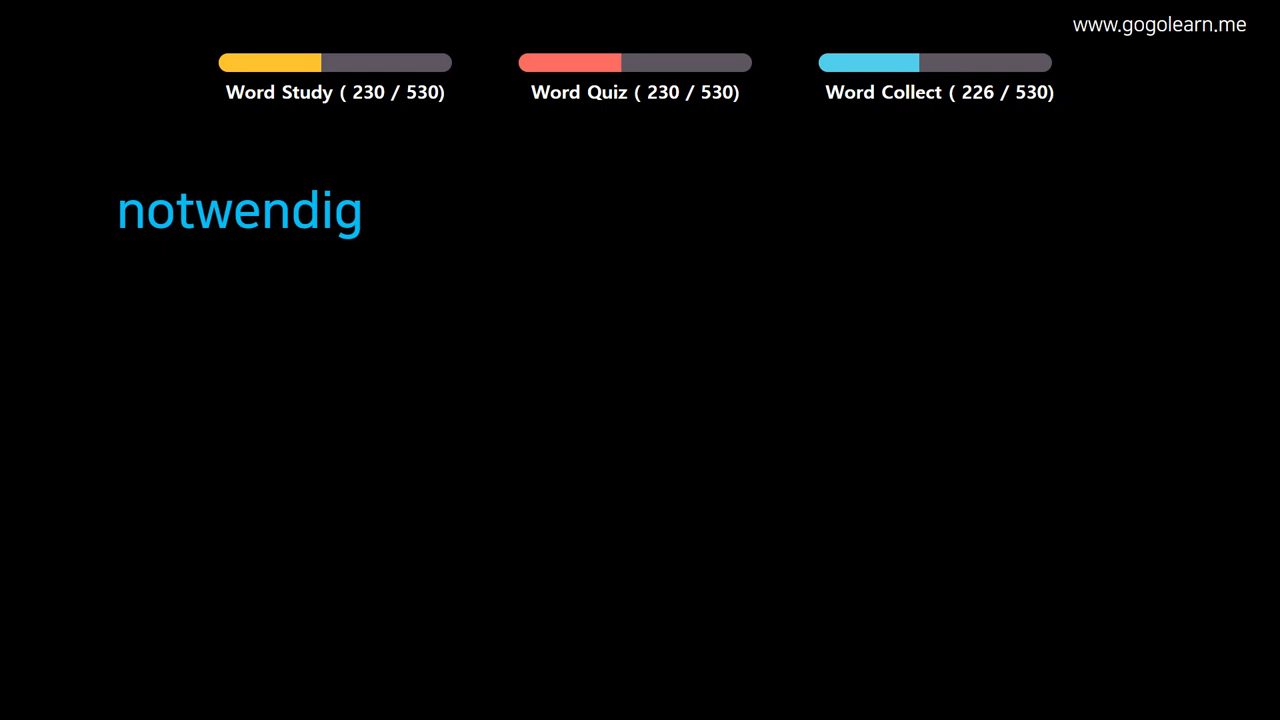 www.gogolearn.me
Word Study ( 230 / 530)
Word Quiz ( 230 / 530)
Word Collect ( 226 / 530)
notwendig